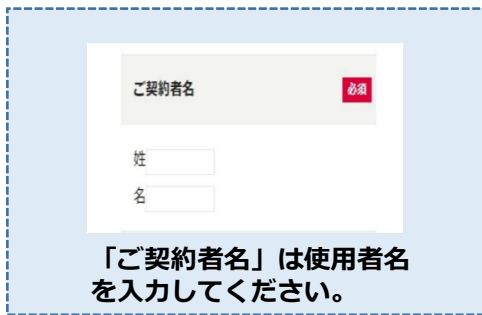 ご契約者名 必須
姓
名
「ご契約者名」は使用者名
を入力してください。